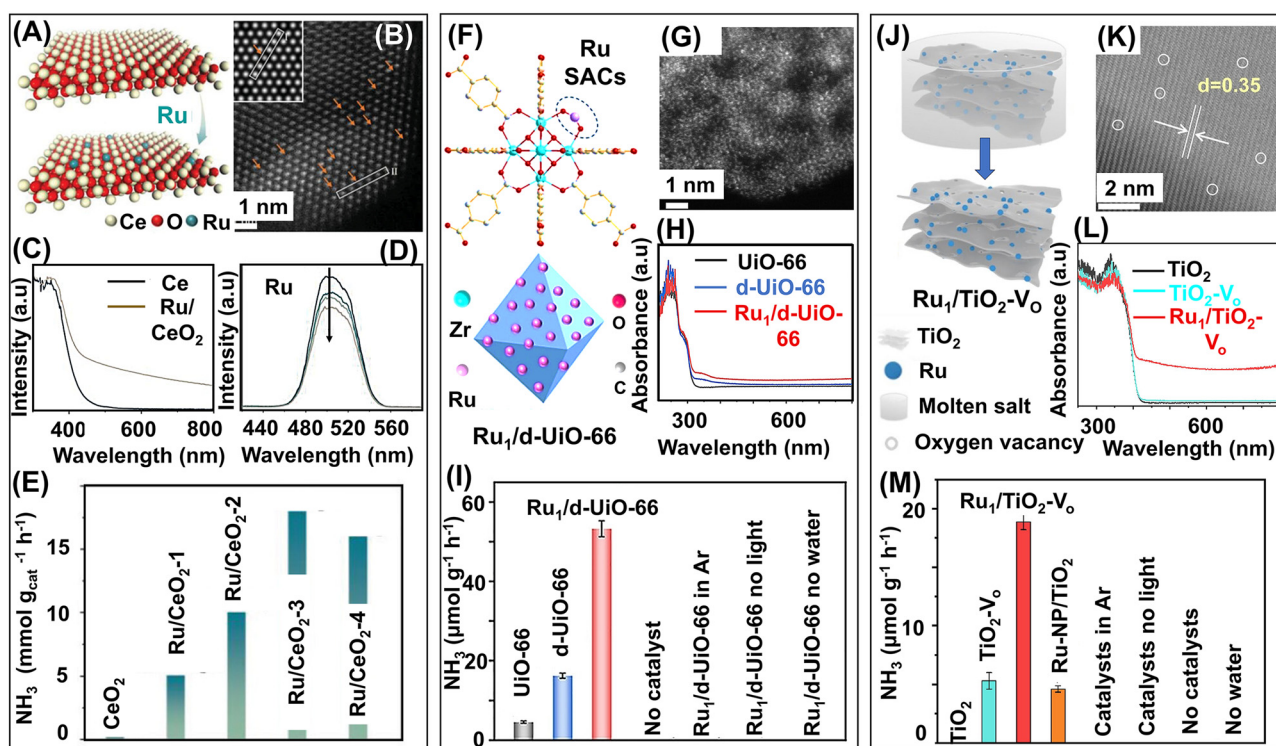 (A)
Ru
Ce
O
Ru
(B)
I
II
1 nm
(C)
Intensity (a.u)
Ce
Ru/
CeO₂
400
600
800
Wavelength (nm)
(D)
Intensity (a.u)
Ru
440
480
520
560
Wavelength (nm)
(E)
NH₃ (mmol gcat⁻¹ h⁻¹)
15
10
5
0
CeO₂
Ru/CeO₂-1
Ru/CeO₂-2
Ru/CeO₂-3
Ru/CeO₂-4
(F)
Ru
SACs
Zr
O
Ru
C
Ru₁/d-UiO-66
(G)
1 nm
(H)
Absorbance (a.u)
UiO-66
d-UiO-66
Ru₁/d-UiO-
66
200
600
Wavelength (nm)
(I)
NH₃ (μmol g⁻¹ h⁻¹)
60
40
20
0
UiO-66
d-UiO-66
Ru₁/d-UiO-66
No catalyst
Ru₁/d-UiO-66 in Ar
Ru₁/d-UiO-66 no light
Ru₁/d-UiO-66 no water
(J)
Ru₁/TiO₂-Vo
TiO₂
Ru
Molten salt
Oxygen vacancy
(K)
d=0.35
2 nm
(L)
Absorbance (a.u)
TiO₂
TiO₂-Vo
Ru₁/TiO₂-
Vo
300
600
Wavelength (nm)
(M)
NH₃ (μmol g⁻¹ h⁻¹)
20
15
10
5
0
TiO₂
TiO₂-Vo
Ru₁/TiO₂-Vo
Ru-NP/TiO₂
Catalysts in Ar
Catalysts no light
No catalysts
No water